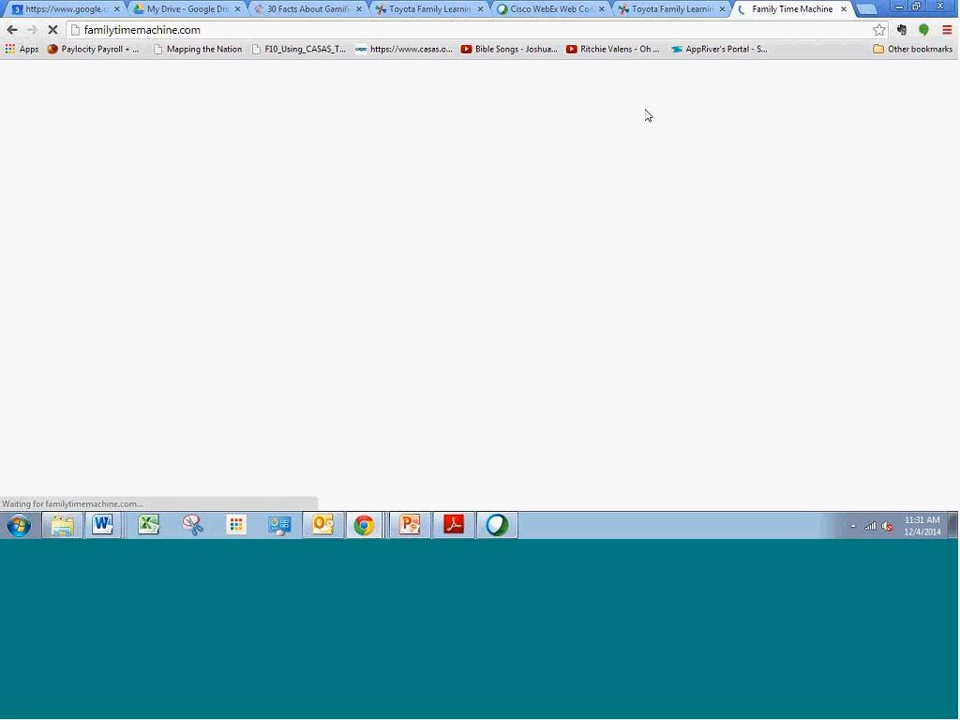 https://www.google.c
My Drive - Google Dri
30 Facts About Gamifi
Toyota Family Learnin
Cisco WebEx Web Con
Toyota Family Learnin
Family Time Machine
familytimemachine.com
Apps
Paylocity Payroll + ...
Mapping the Nation
F10_Using_CASAS_T...
https://www.casas.o...
Bible Songs - Joshua...
Ritchie Valens - Oh ...
AppRiver's Portal - S...
Other bookmarks
Waiting for familytimemachine.com...
11:31 AM
12/4/2014